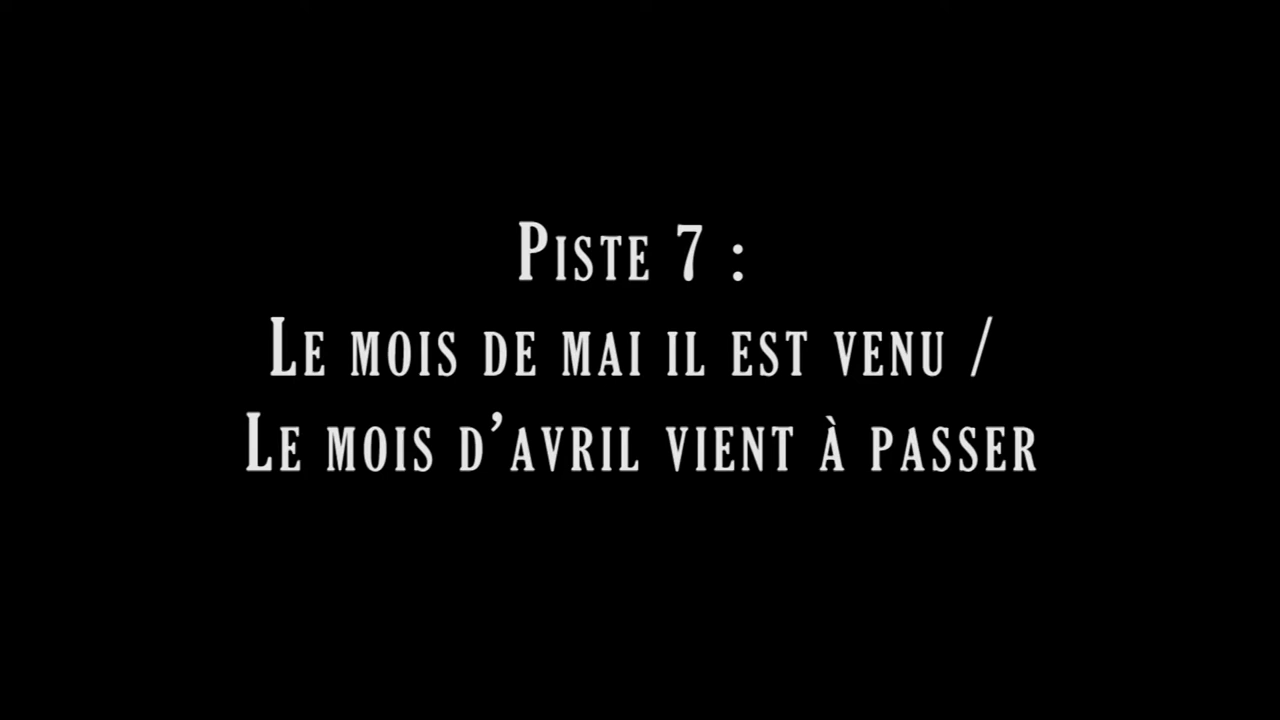 Piste 7 :
Le mois de mai il est venu /
Le mois d’avril vient à passer